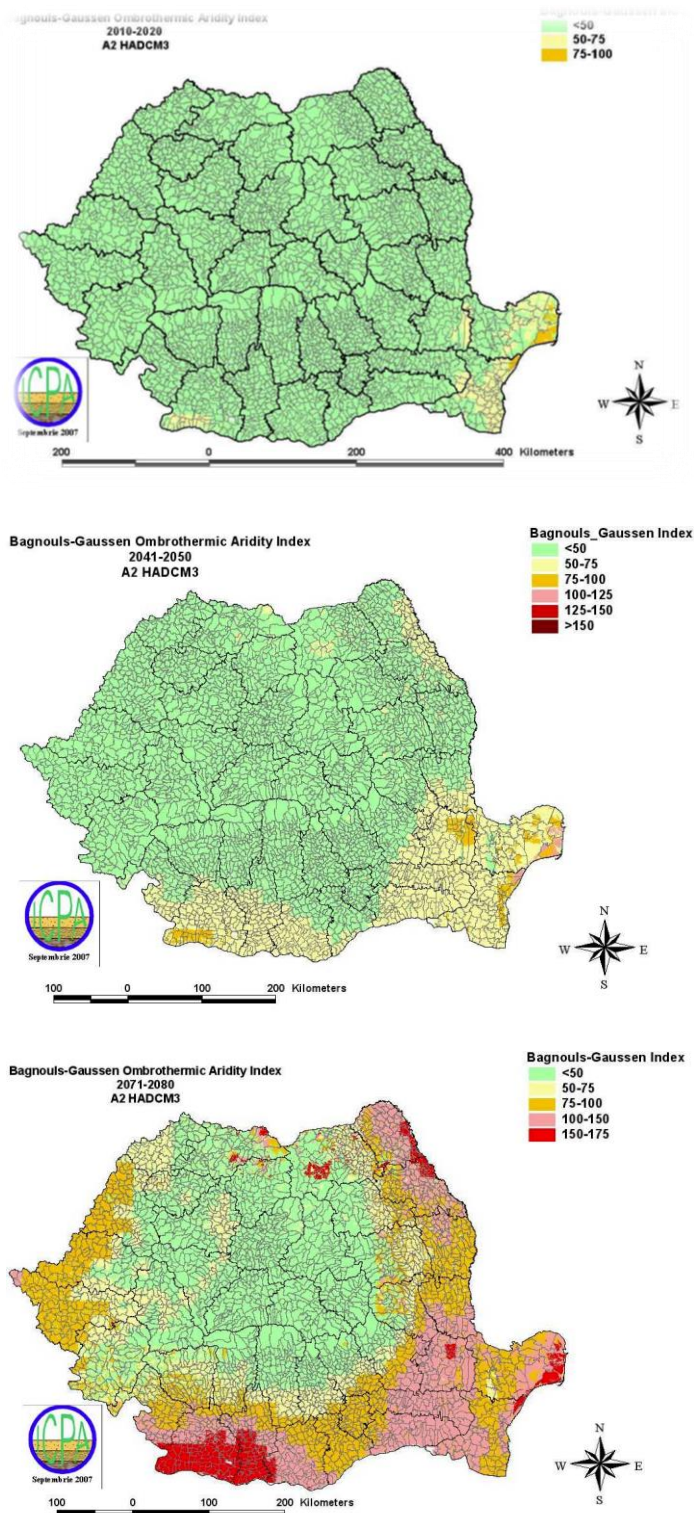 Bagnouls-Gaussen Ombrothermic Aridity Index
2010-2020
A2 HADCM3
<50
50-75
75-100
ICPA
Septembrie 2007
N
W E
S
200 0 200 400 Kilometers
Bagnouls-Gaussen Ombrothermic Aridity Index
2041-2050
A2 HADCM3
Bagnouls_Gaussen Index
<50
50-75
75-100
100-125
125-150
>150
ICPA
Septembrie 2007
N
W E
S
100 0 100 200 Kilometers
Bagnouls-Gaussen Ombrothermic Aridity Index
2071-2080
A2 HADCM3
Bagnouls-Gaussen Index
<50
50-75
75-100
100-150
150-175
ICPA
Septembrie 2007
N
W E
S
100 0 100 200 Kilometers